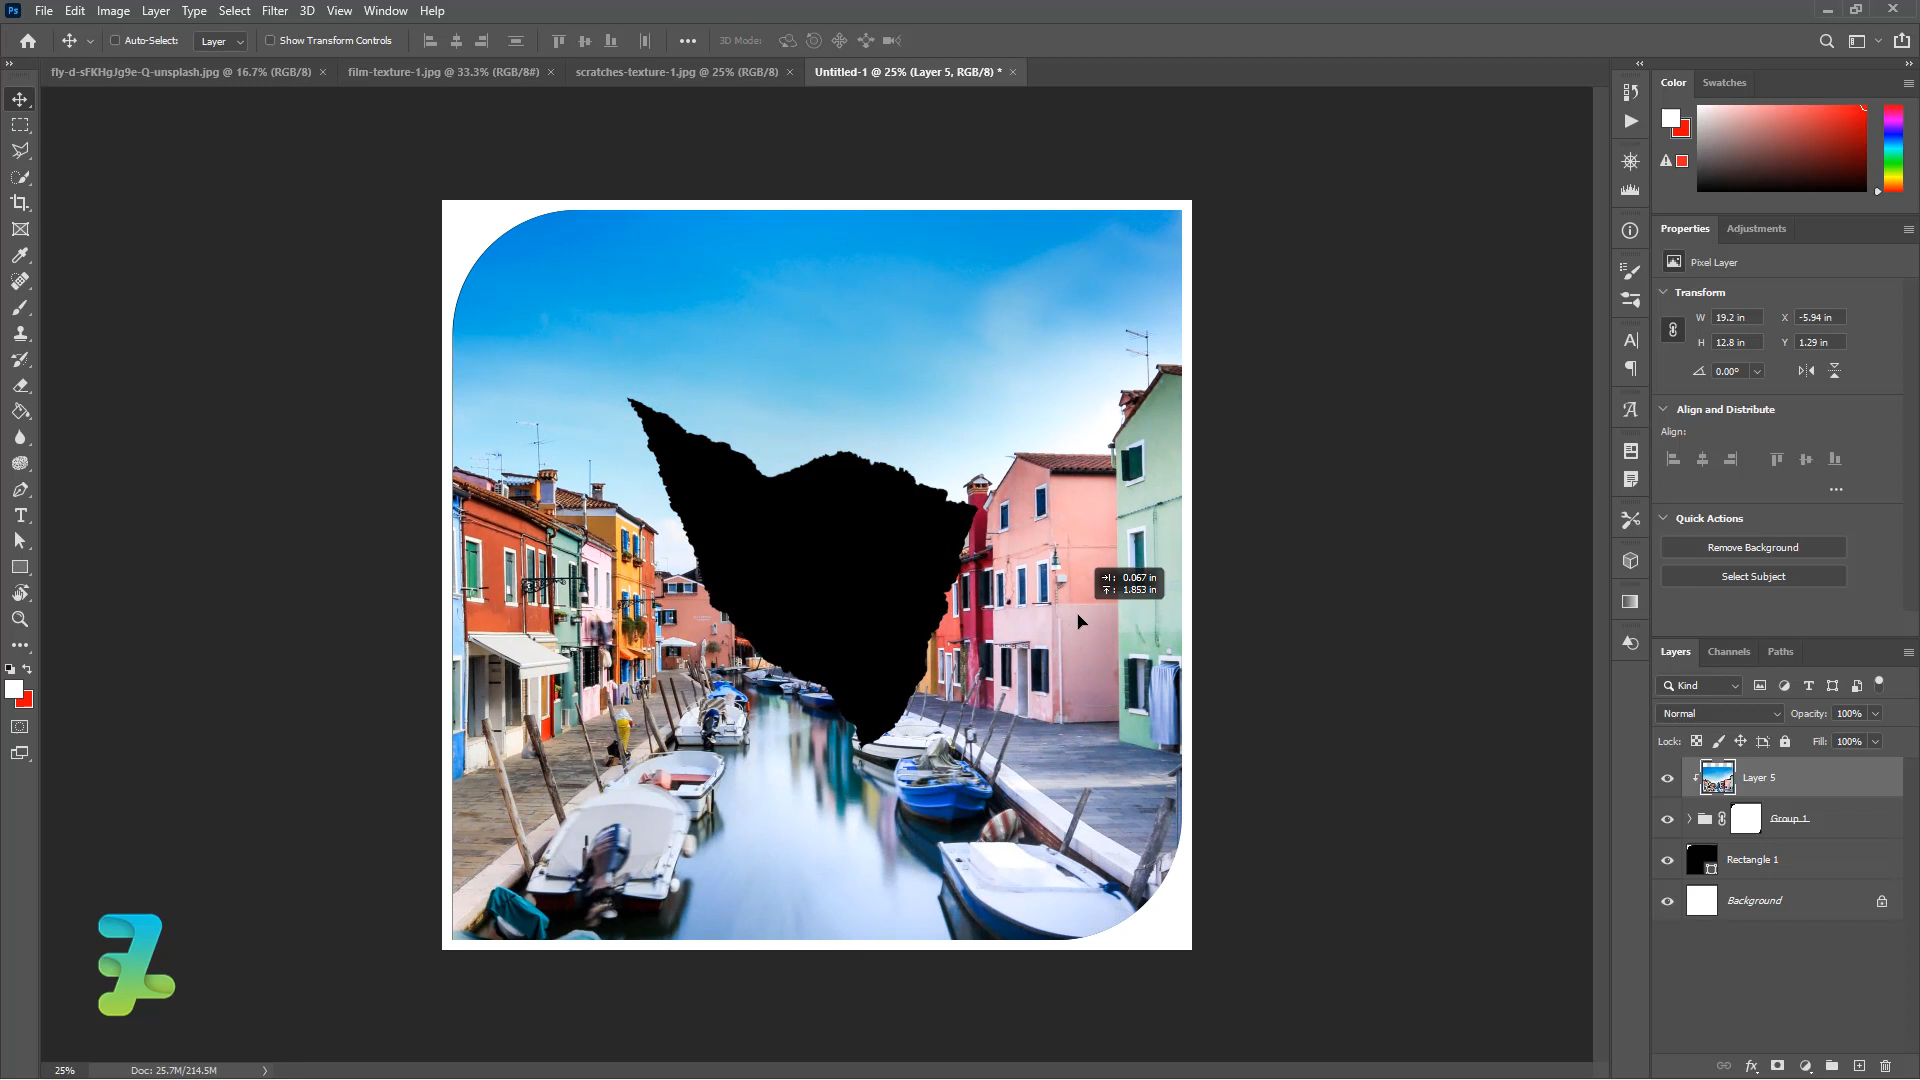 Ps File Edit Image Layer Type Select Filter 3D View Window Help
Auto-Select: Layer Show Transform Controls 3D Mode:
fly-d-sFKHgJg9e-Q-unsplash.jpg @ 16.7% (RGB/8) film-texture-1.jpg @ 33.3% (RGB/8#) scratches-texture-1.jpg @ 25% (RGB/8) Untitled-1 @ 25% (Layer 5, RGB/8) *
Color Swatches
Properties Adjustments
Pixel Layer
Transform
W 19.2 in X -5.94 in
H 12.8 in Y 1.29 in
0.00°
Align and Distribute
Align:
Quick Actions
Remove Background
Select Subject
0.067 in
1.853 in
Layers Channels Paths
Kind
Normal Opacity: 100%
Lock: Fill: 100%
Layer 5
Group 1
Rectangle 1
Background
25% Doc: 25.7M/214.5M